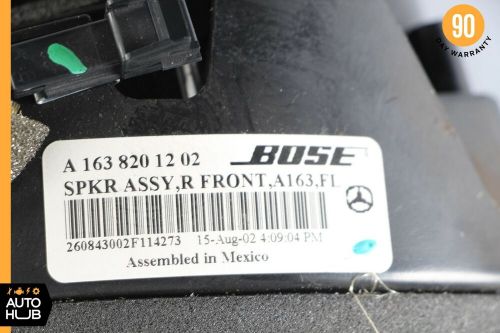 90
DAY WARRANTY
A 163 820 12 02 BOSE
SPKR ASSY,R FRONT,A163,FL
260843002F114273 15-Aug-02 4:09:04 PM
Assembled in Mexico
AUTO
HUB